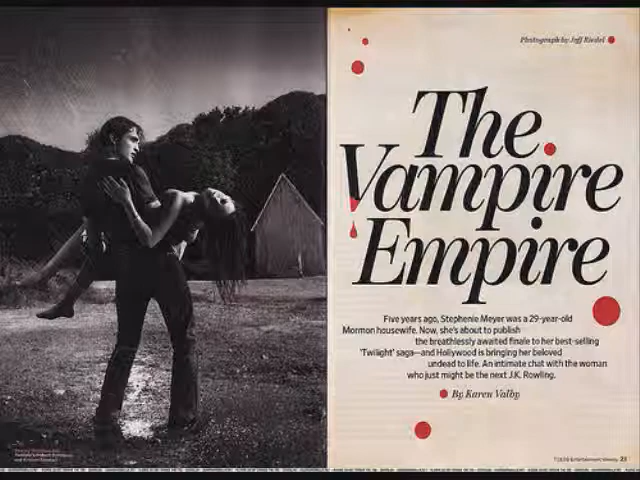 Photograph by Jeff Riedel
The
Vampire
Empire
Five years ago, Stephenie Meyer was a 29-year-old
Mormon housewife. Now, she's about to publish
the breathlessly awaited finale to her best-selling
'Twilight' saga—and Hollywood is bringing her beloved
undead to life. An intimate chat with the woman
who just might be the next J.K. Rowling.
By Karen Valby
Entertainment Weekly 23